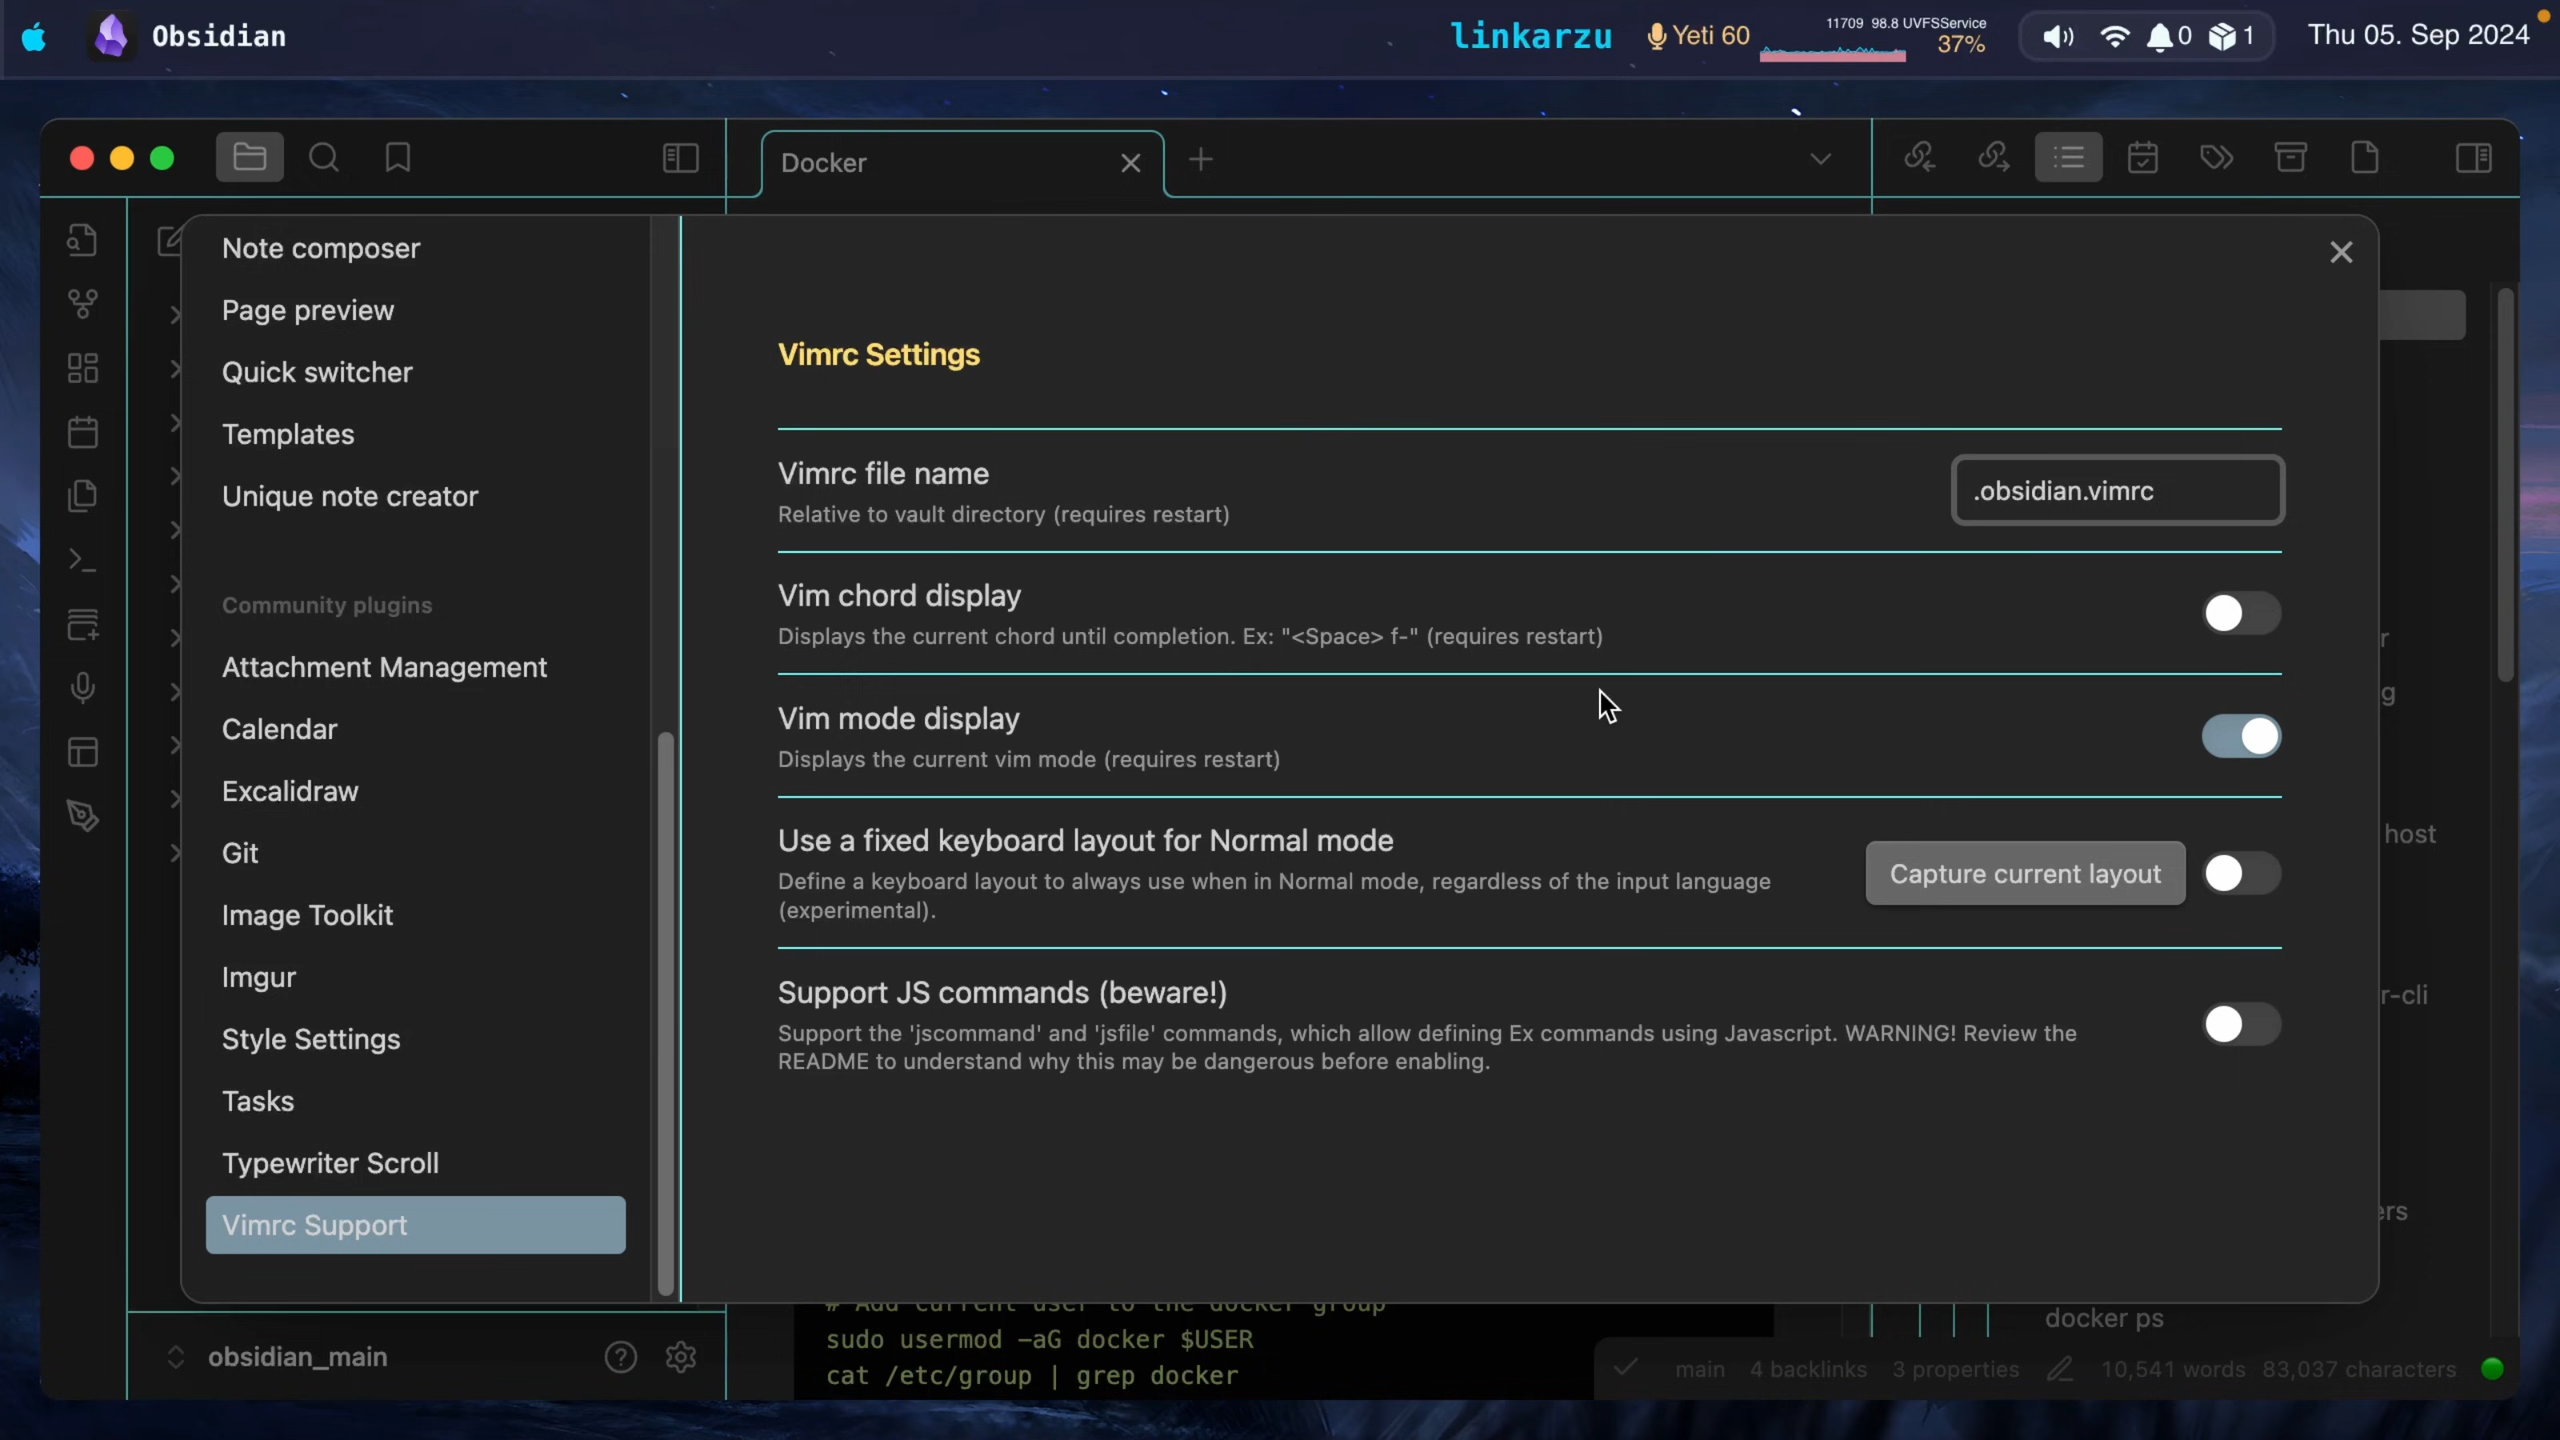 Obsidian
linkarzu
Yeti 60
11709 98.8 UVFSService
37%
0
1
Thu 05. Sep 2024
Docker
Note composer
Page preview
Quick switcher
Templates
Unique note creator
Community plugins
Attachment Management
Calendar
Excalidraw
Git
Image Toolkit
Imgur
Style Settings
Tasks
Typewriter Scroll
Vimrc Support
Vimrc Settings
Vimrc file name
Relative to vault directory (requires restart)
.obsidian.vimrc
Vim chord display
Displays the current chord until completion. Ex: "<Space> f-" (requires restart)
Vim mode display
Displays the current vim mode (requires restart)
Use a fixed keyboard layout for Normal mode
Define a keyboard layout to always use when in Normal mode, regardless of the input language
(experimental).
Capture current layout
Support JS commands (beware!)
Support the 'jscommand' and 'jsfile' commands, which allow defining Ex commands using Javascript. WARNING! Review the
README to understand why this may be dangerous before enabling.
r
g
host
r-cli
ers
docker ps
# Add current user to the docker group
sudo usermod -aG docker $USER
cat /etc/group | grep docker
obsidian_main
main 4 backlinks 3 properties 10,541 words 83,037 characters